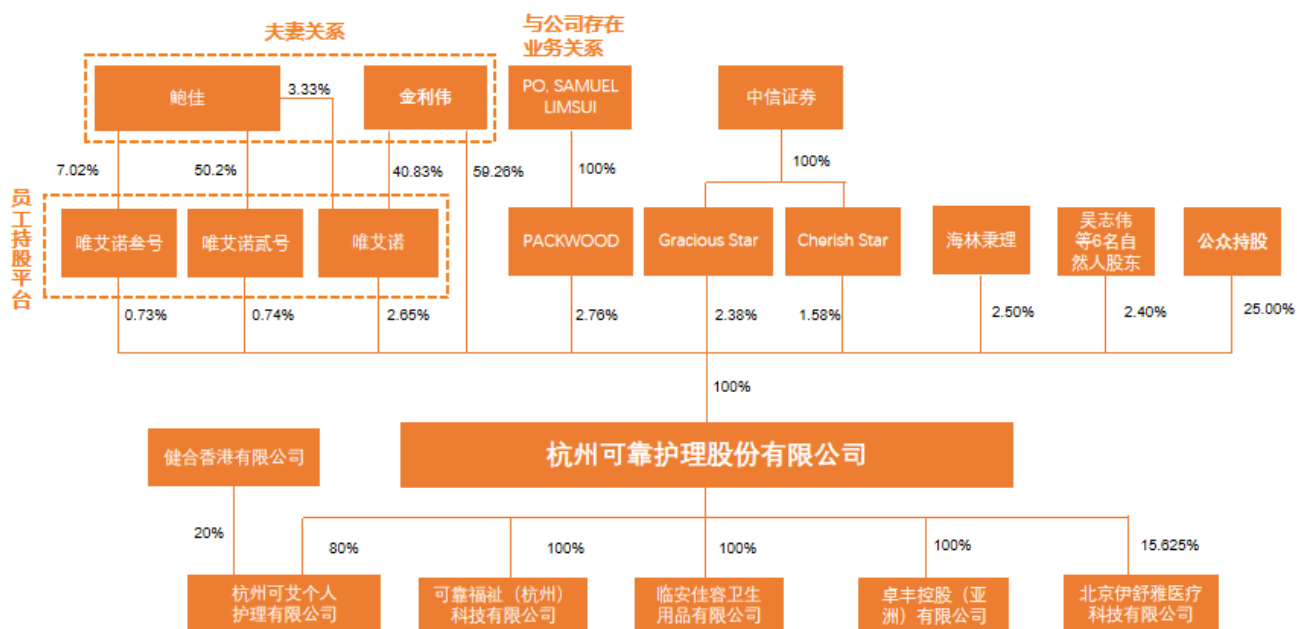 夫妻关系
与公司存在
业务关系
鲍佳
3.33%
金利伟
PO, SAMUEL
LIMSUI
中信证券
7.02%
50.2%
40.83%
59.26%
100%
100%
员工持股平台
唯艾诺叁号
唯艾诺贰号
唯艾诺
PACKWOOD
Gracious Star
Cherish Star
海林秉理
吴志伟
等6名自
然人股东
公众持股
0.73%
0.74%
2.65%
2.76%
2.38%
1.58%
2.50%
2.40%
25.00%
100%
健合香港有限公司
杭州可靠护理股份有限公司
20%
80%
100%
100%
100%
15.625%
杭州可艾个人
护理有限公司
可靠福祉（杭州）
科技有限公司
临安佳容卫生
用品有限公司
卓丰控股（亚
洲）有限公司
北京伊舒雅医疗
科技有限公司